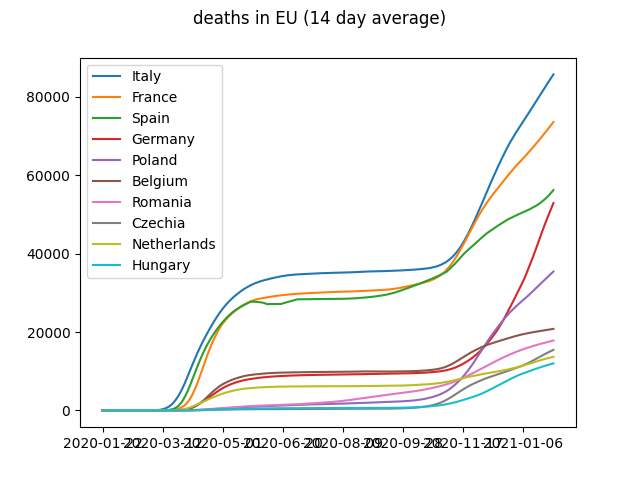 deaths in EU (14 day average)
Italy
France
Spain
Germany
Poland
Belgium
Romania
Czechia
Netherlands
Hungary
80000
60000
40000
20000
0
2020-01-22 2020-03-12 2020-05-01 2020-06-20 2020-08-09 2020-09-28 2020-11-17 2021-01-06